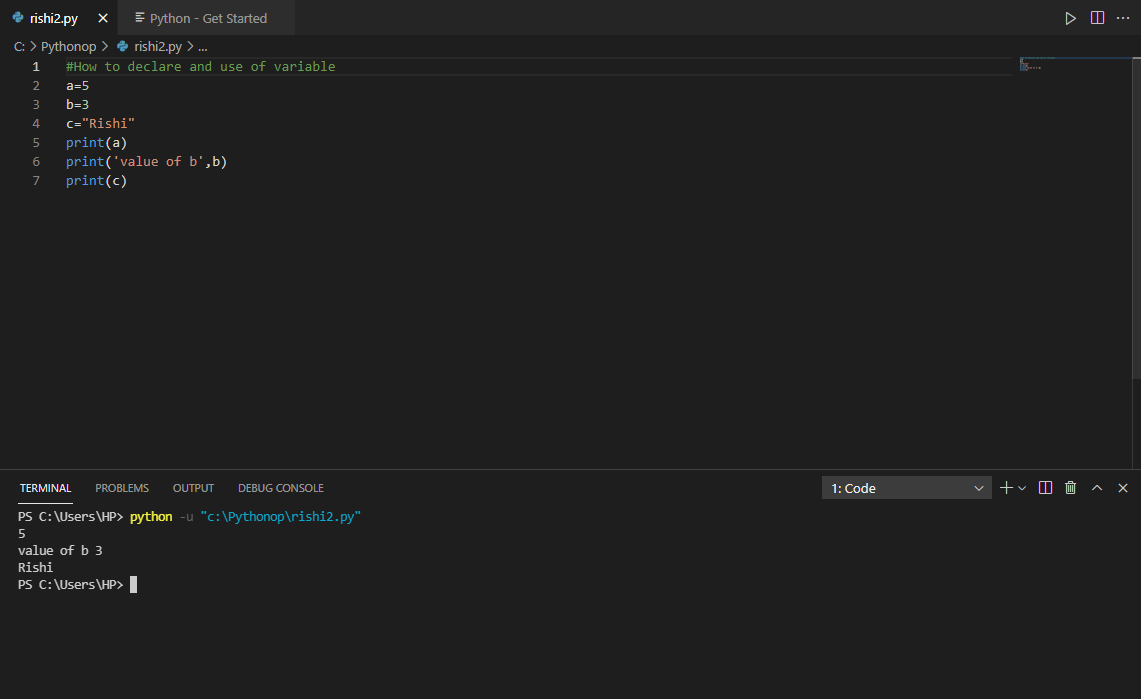 rishi2.py Python - Get Started
C: > Pythonop > rishi2.py > ...
1 #How to declare and use of variable
2 a=5
3 b=3
4 c="Rishi"
5 print(a)
6 print('value of b',b)
7 print(c)
TERMINAL PROBLEMS OUTPUT DEBUG CONSOLE 1: Code
PS C:\Users\HP> python -u "c:\Pythonop\rishi2.py"
5
value of b 3
Rishi
PS C:\Users\HP>